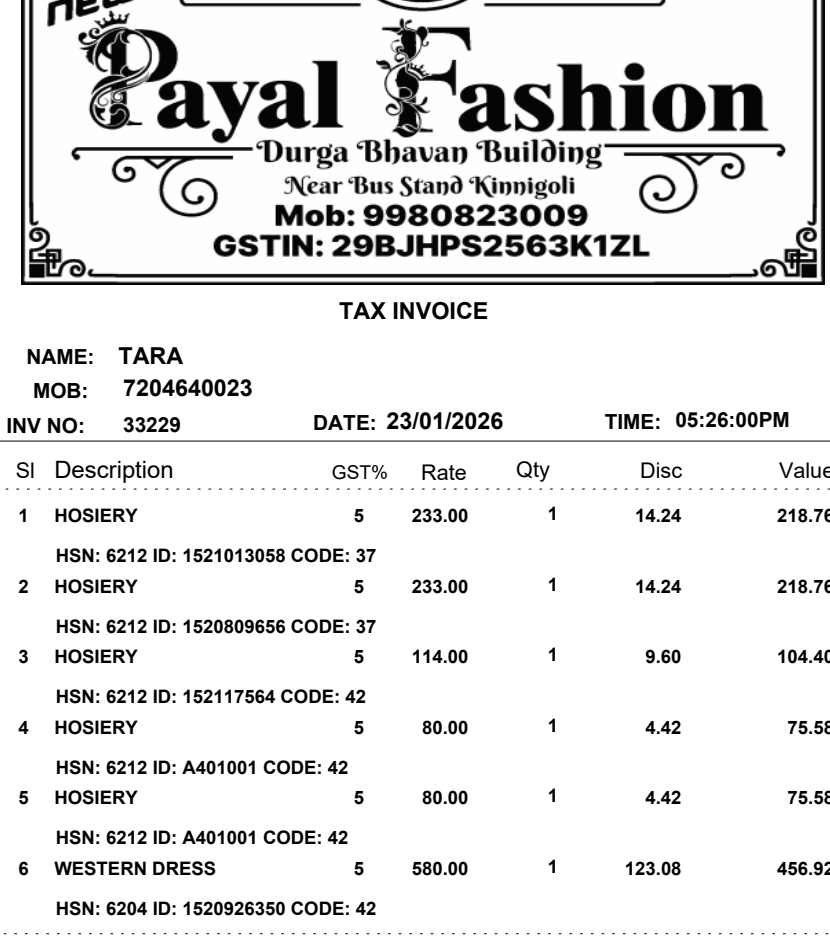 new
Payal Fashion
Durga Bhavan Building
Near Bus Stand Kinnigoli
Mob: 9980823009
GSTIN: 29BJHPS2563K1ZL
TAX INVOICE
NAME: TARA
MOB: 7204640023
INV NO: 33229 DATE: 23/01/2026 TIME: 05:26:00PM
Sl Description GST% Rate Qty Disc Value
1 HOSIERY 5 233.00 1 14.24 218.76
HSN: 6212 ID: 1521013058 CODE: 37
2 HOSIERY 5 233.00 1 14.24 218.76
HSN: 6212 ID: 1520809656 CODE: 37
3 HOSIERY 5 114.00 1 9.60 104.40
HSN: 6212 ID: 152117564 CODE: 42
4 HOSIERY 5 80.00 1 4.42 75.58
HSN: 6212 ID: A401001 CODE: 42
5 HOSIERY 5 80.00 1 4.42 75.58
HSN: 6212 ID: A401001 CODE: 42
6 WESTERN DRESS 5 580.00 1 123.08 456.92
HSN: 6204 ID: 1520926350 CODE: 42